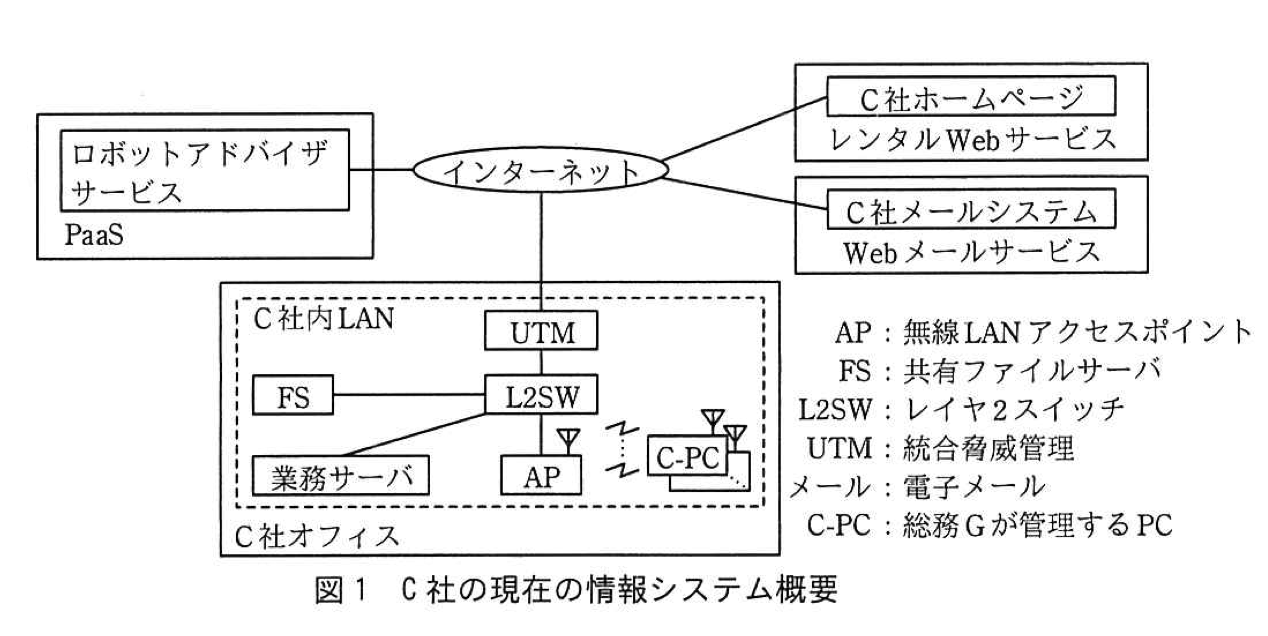 C社ホームページ
レンタルWebサービス
ロボットアドバイザ
サービス
PaaS
インターネット
C社メールシステム
Webメールサービス
C社内LAN
UTM
FS
L2SW
C-PC
業務サーバ
AP
C社オフィス
AP：無線LANアクセスポイント
FS：共有ファイルサーバ
L2SW：レイヤ2スイッチ
UTM：統合脅威管理
メール：電子メール
C-PC：総務Gが管理するPC
図1 C社の現在の情報システム概要